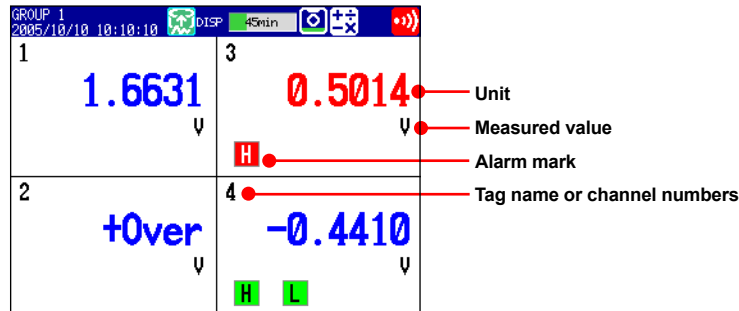 GROUP 1
2005/10/10 10:10:10 DISP 45min
1
1.6631
V
3
0.5014
V
H
2
+Over
V
4
-0.4410
V
H L
Unit
Measured value
Alarm mark
Tag name or channel numbers